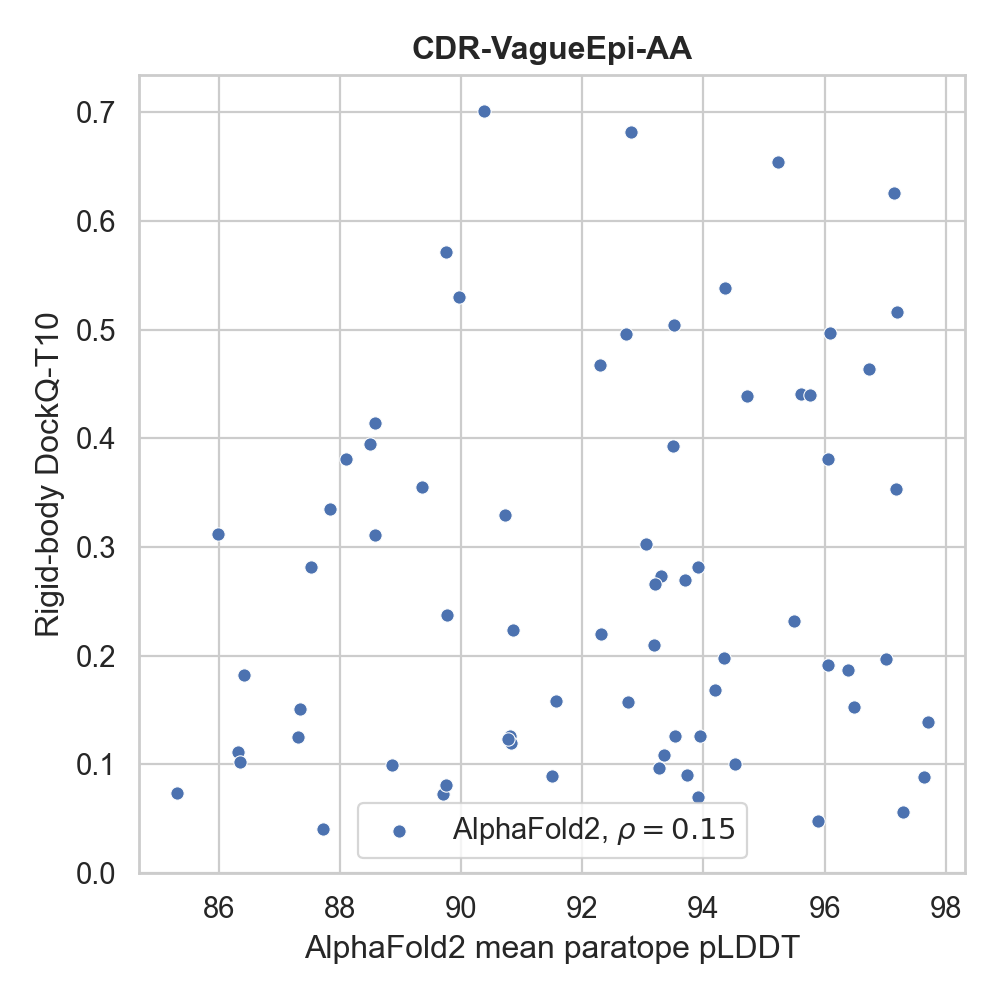 CDR-VagueEpi-AA
Rigid-body DockQ-T10
0.7
0.6
0.5
0.4
0.3
0.2
0.1
0.0
AlphaFold2, ρ = 0.15
86 88 90 92 94 96 98
AlphaFold2 mean paratope pLDDT